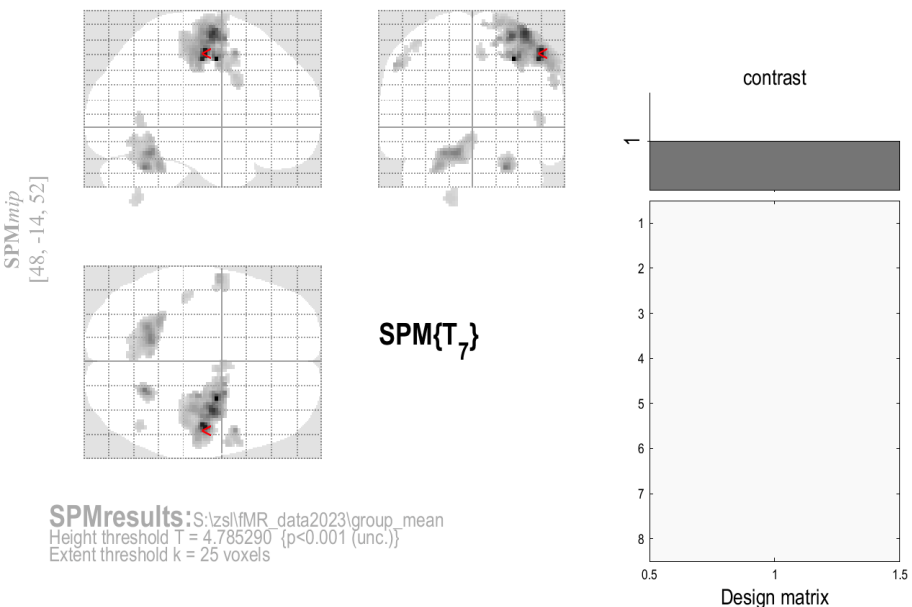 SPMmip
[48, -14, 52]
<
<
<
SPM{T7}
contrast
1
1
2
3
4
5
6
7
8
0.5
1
1.5
Design matrix
SPMresults: S:\zsl\fMR_data2023\group_mean
Height threshold T = 4.785290 {p<0.001 (unc.)}
Extent threshold k = 25 voxels